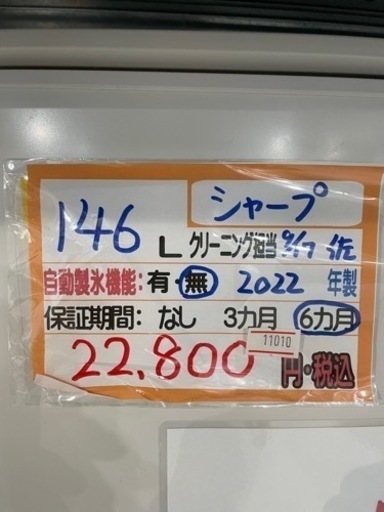 シャープ
146 L クリーニング担当 佐
自動製氷機能:有・無 2022 年製
保証期間: なし 3カ月 6カ月
22.800 円・税込
11010